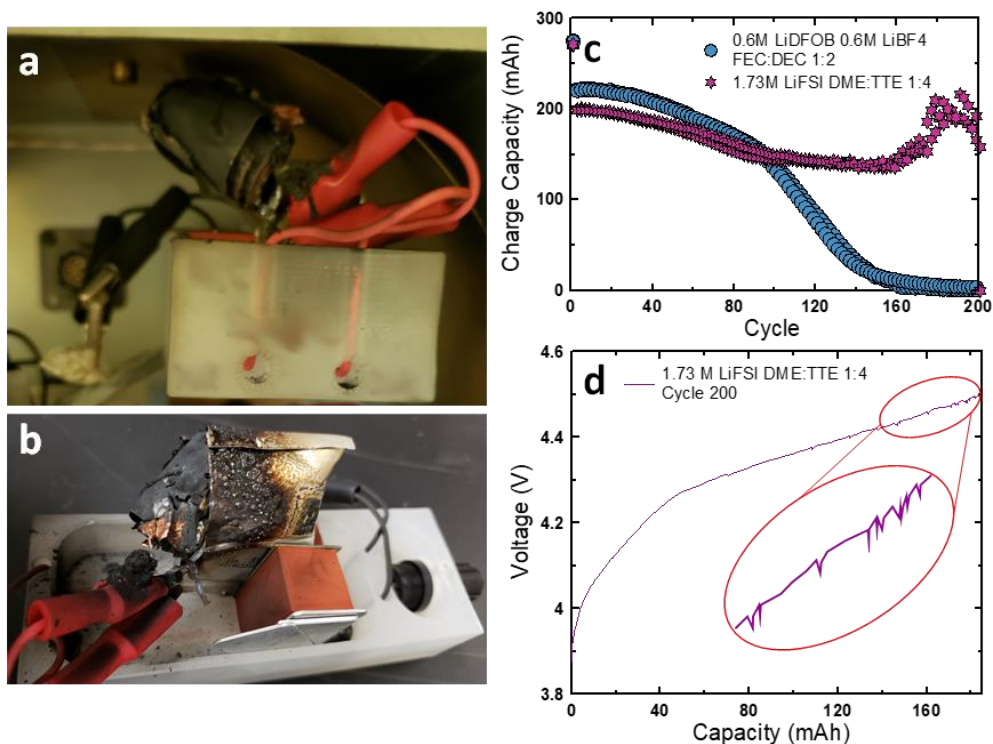 a
b
c
300
200
100
0
0
40
80
120
160
200
Charge Capacity (mAh)
Cycle
0.6M LiDFOB 0.6M LiBF4
FEC:DEC 1:2
1.73M LiFSI DME:TTE 1:4
d
4.6
4.4
4.2
4
3.8
0
40
80
120
160
Voltage (V)
Capacity (mAh)
1.73 M LiFSI DME:TTE 1:4
Cycle 200